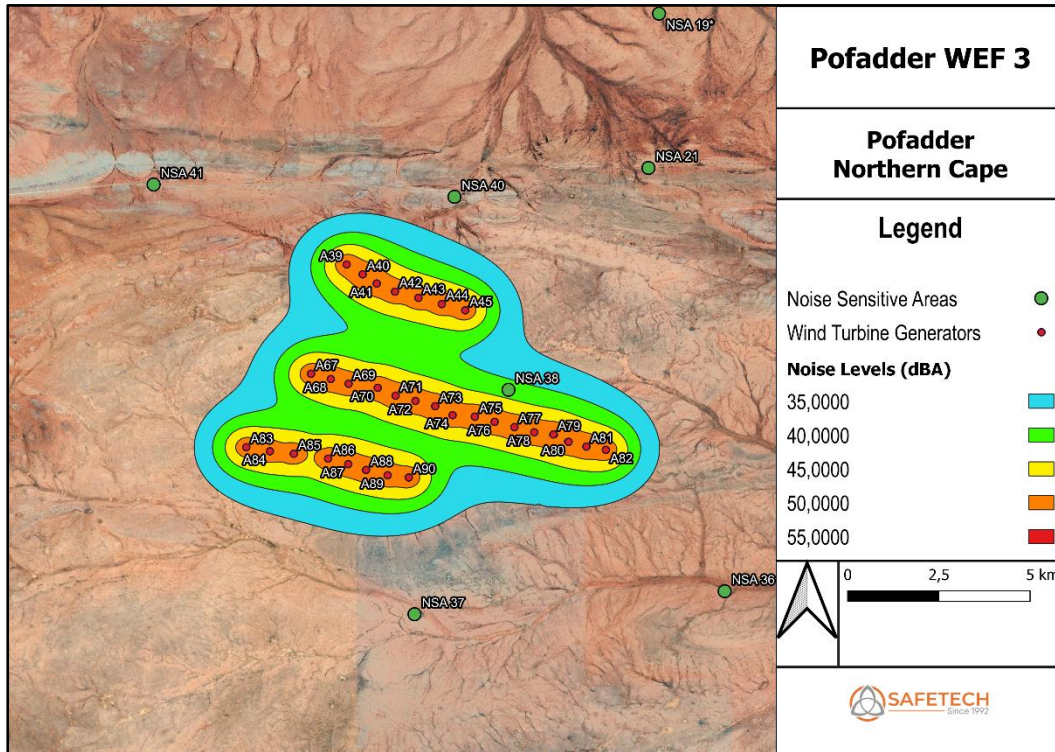 Pofadder WEF 3
Pofadder
Northern Cape
Legend
Noise Sensitive Areas
Wind Turbine Generators
Noise Levels (dBA)
35,0000
40,0000
45,0000
50,0000
55,0000
0 2,5 5 km
SAFETECH
Since 1992
NSA 19*
NSA 21
NSA 41
NSA 40
A39
A40
A41
A42
A43
A44
A45
NSA 38
A67
A68
A69
A70
A71
A72
A73
A74
A75
A76
A77
A78
A79
A80
A81
A82
A83
A84
A85
A86
A87
A88
A89
A90
NSA 36
NSA 37